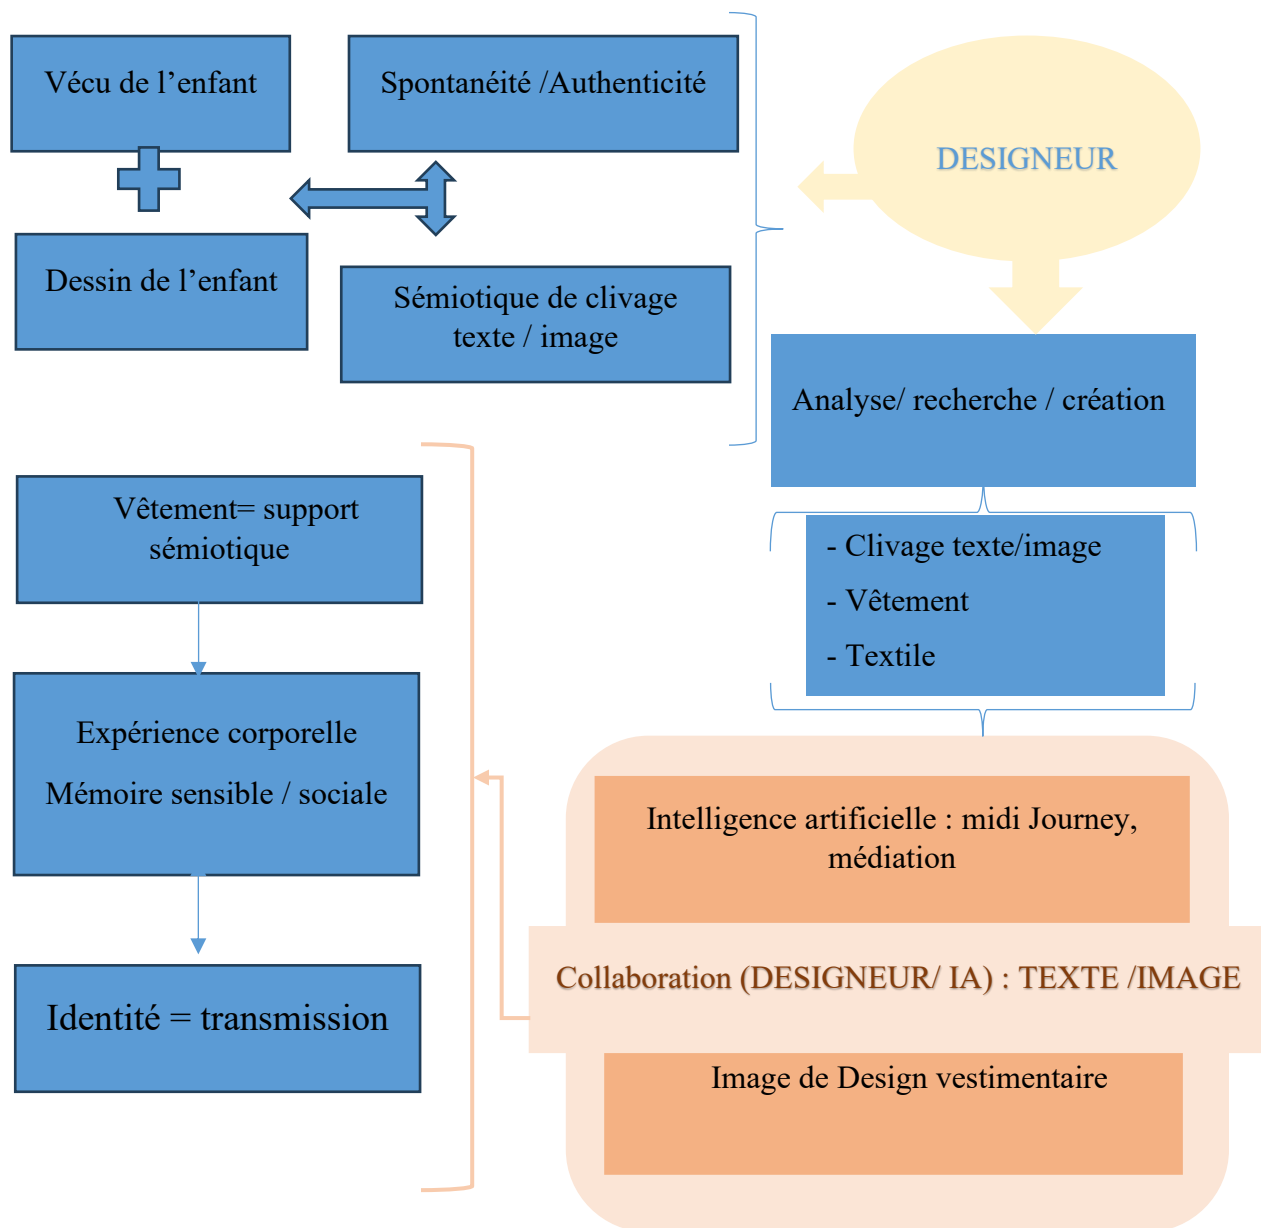 Vécu de l’enfant
Spontanéité /Authenticité
DESIGNEUR
Dessin de l’enfant
Sémiotique de clivage
texte / image
Analyse/ recherche / création
- Clivage texte/image
- Vêtement
- Textile
Vêtement= support
sémiotique
Expérience corporelle
Mémoire sensible / sociale
Identité = transmission
Intelligence artificielle : midi Journey,
médiation
Collaboration (DESIGNEUR/ IA) : TEXTE /IMAGE
Image de Design vestimentaire